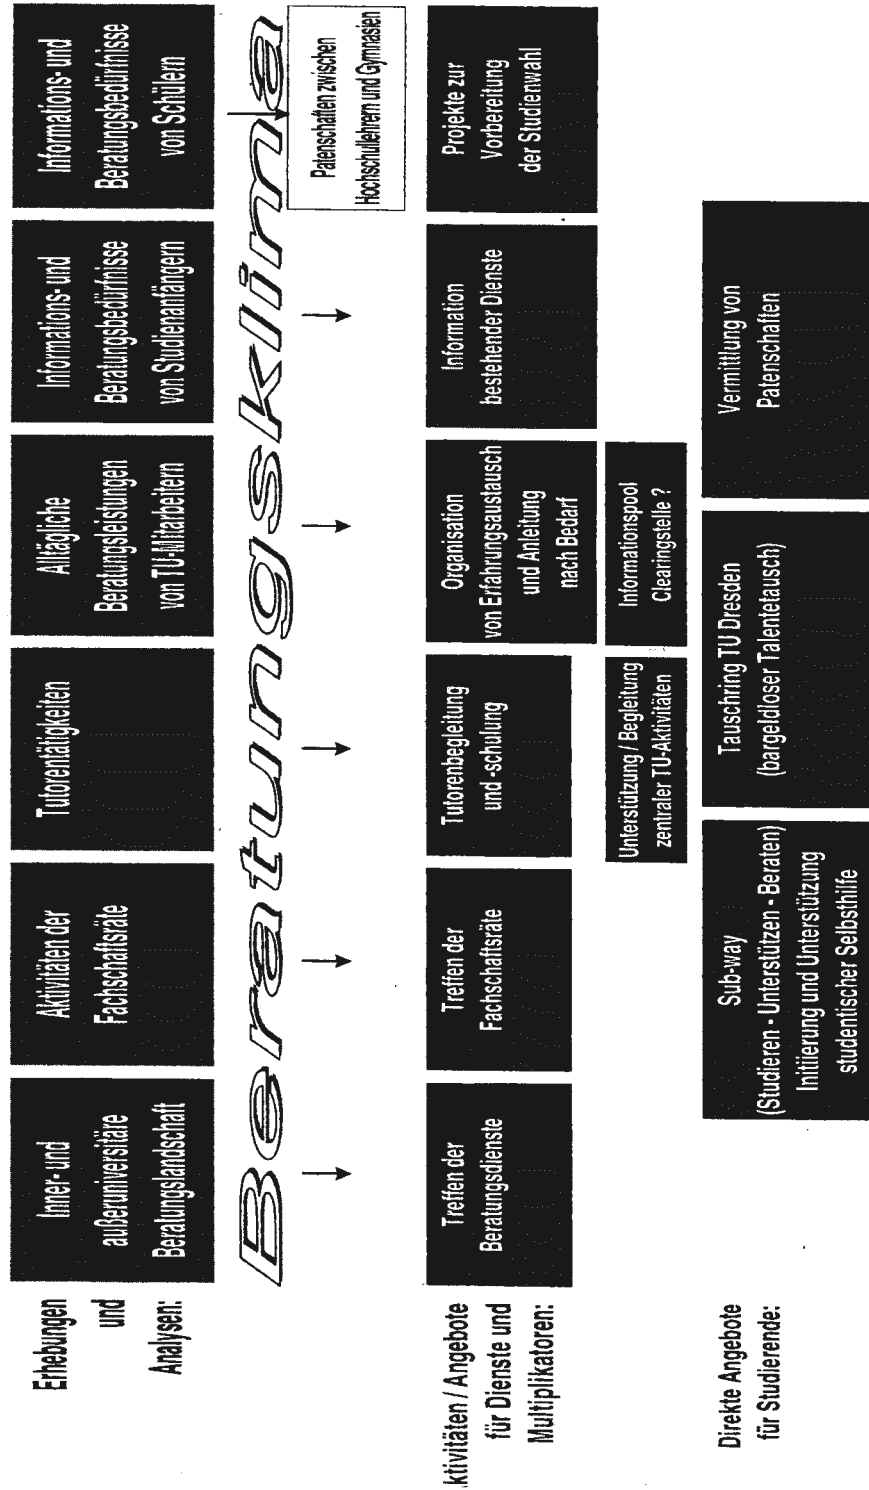 Erhebungen
und
Analysen:
Inner- und
außeruniversitäre
Beratungslandschaft
Aktivitäten der
Fachschaftsräte
Tutorentätigkeiten
Alltägliche
Beratungsleistungen
von TU-Mitarbeitern
Informations- und
Beratungsbedürfnisse
von Studienanfängern
Informations- und
Beratungsbedürfnisse
von Schülern
Beratungsklima
Patenschaften zwischen
Hochschullehrern und Gymnasien
ktivitäten / Angebote
für Dienste und
Multiplikatoren:
Treffen der
Beratungsdienste
Treffen der
Fachschaftsräte
Tutorenbegleitung
und -schulung
Organisation
von Erfahrungsaustausch
und Anleitung
nach Bedarf
Information
bestehender Dienste
Projekte zur
Vorbereitung
der Studienwahl
Unterstützung / Begleitung
zentraler TU-Aktivitäten
Informationspool
Clearingstelle ?
Direkte Angebote
für Studierende:
Sub-way
(Studieren - Unterstützen - Beraten)
Initiierung und Unterstützung
studentischer Selbsthilfe
Tauschring TU Dresden
(bargeldloser Talentetausch)
Vermittlung von
Patenschaften